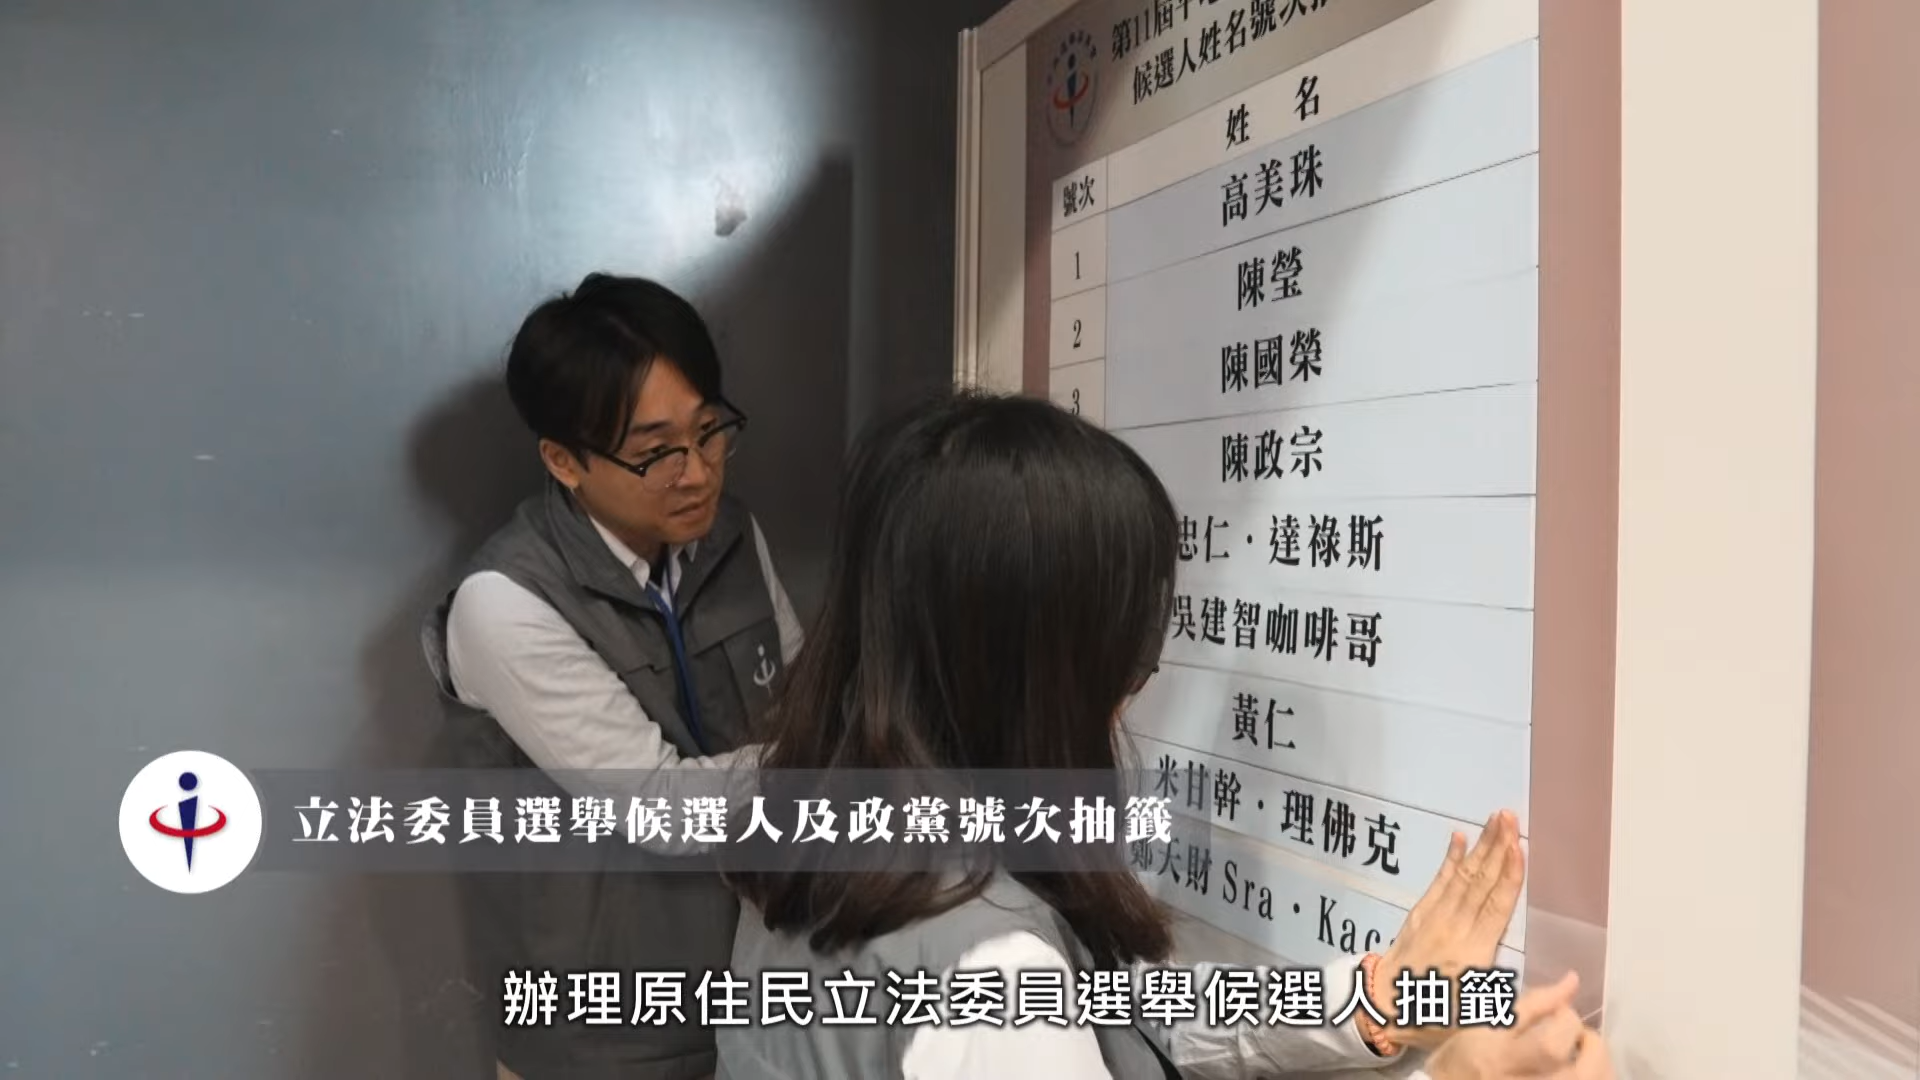 第11屆平地
候選人姓名號次抽
姓 名
號次
高美珠
1
陳瑩
2
陳國榮
3
陳政宗
忠仁·達祿斯
吳建智咖啡哥
黃仁
米甘幹·理佛克
鄭天財 Sra·Kaca
立法委員選舉候選人及政黨號次抽籤
辦理原住民立法委員選舉候選人抽籤